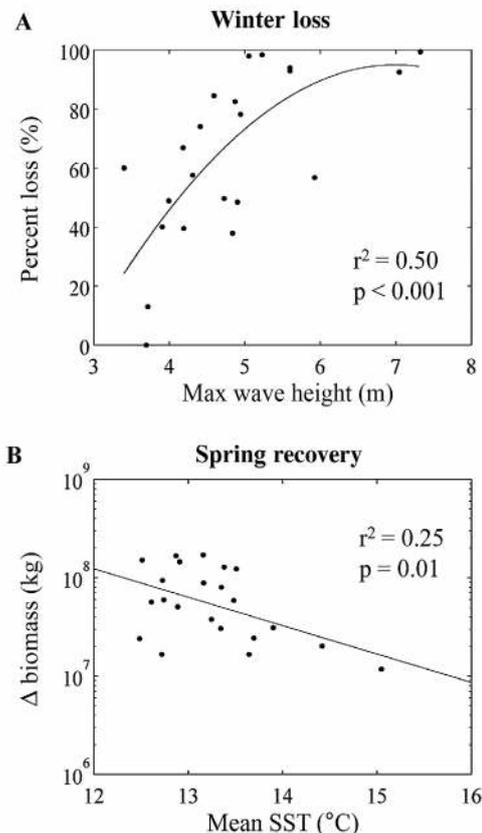 A
Winter loss
100
80
60
40
20
0
Percent loss (%)
r² = 0.50
p < 0.001
3 4 5 6 7 8
Max wave height (m)
B
Spring recovery
10⁹
10⁸
10⁷
10⁶
Δ biomass (kg)
r² = 0.25
p = 0.01
12 13 14 15 16
Mean SST (°C)